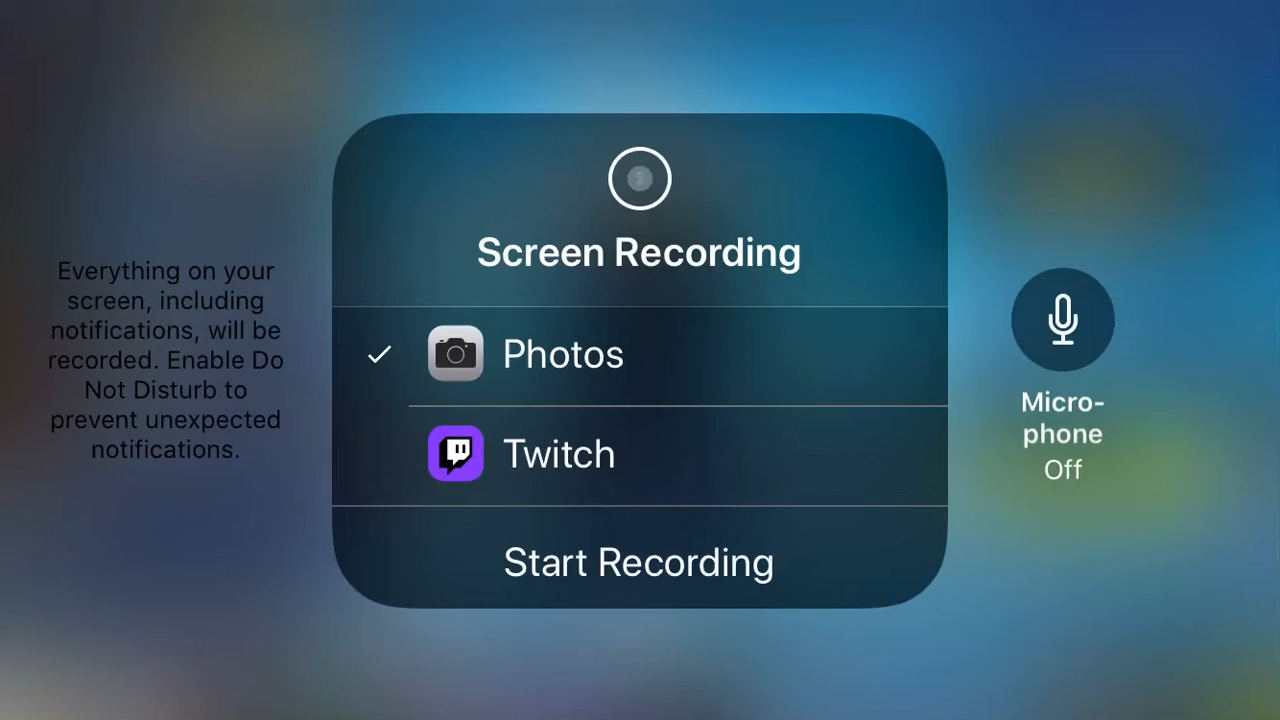 Everything on your
screen, including
notifications, will be
recorded. Enable Do
Not Disturb to
prevent unexpected
notifications.
Screen Recording
Photos
Twitch
Start Recording
Micro-
phone
Off